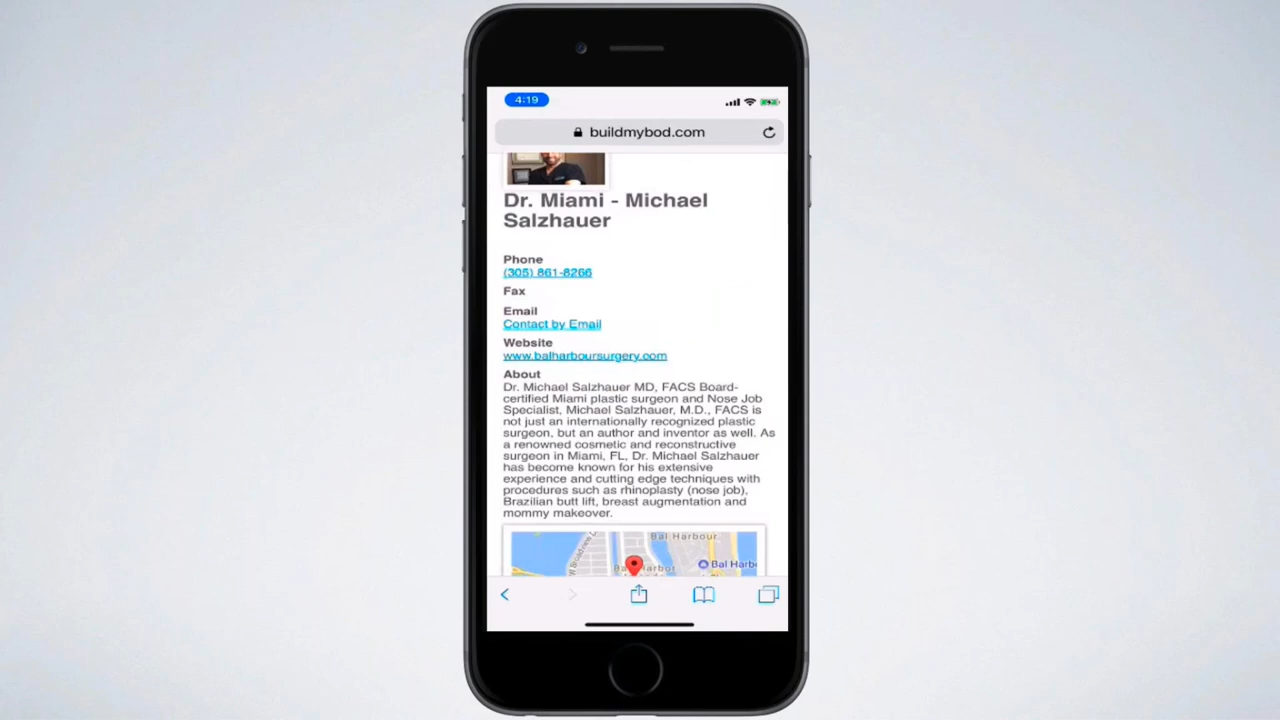 4:19
buildmybod.com
Dr. Miami - Michael
Salzhauer
Phone
(305) 861-8266
Fax
Email
Contact by Email
Website
www.balharboursurgery.com
About
Dr. Michael Salzhauer MD, FACS Board-
certified Miami plastic surgeon and Nose Job
Specialist, Michael Salzhauer, M.D., FACS is
not just an internationally recognized plastic
surgeon, but an author and inventor as well. As
a renowned cosmetic and reconstructive
surgeon in Miami, FL, Dr. Michael Salzhauer
has become known for his extensive
experience and cutting edge techniques with
procedures such as rhinoplasty (nose job),
Brazilian butt lift, breast augmentation and
mommy makeover.
Bal Harbour
Bal Harb